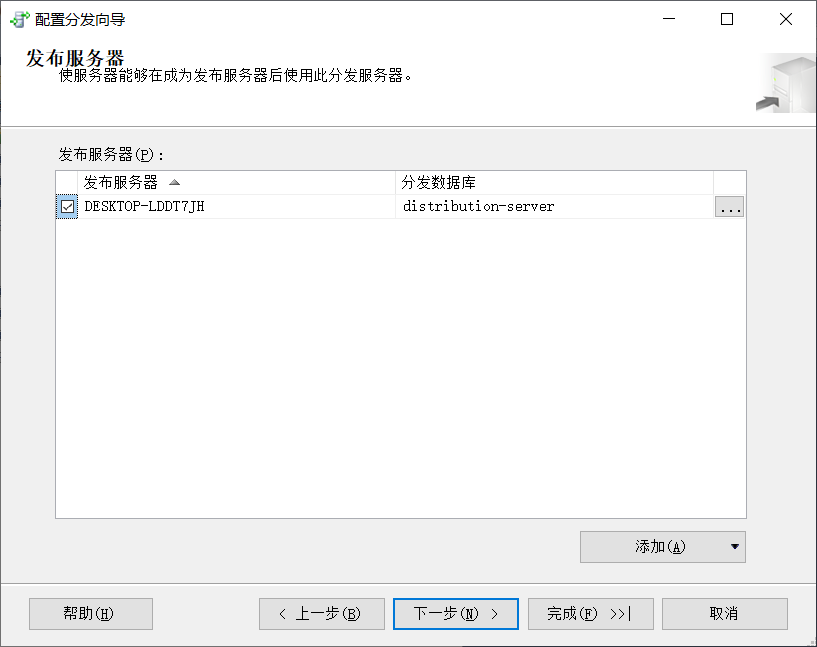 配置分发向导
发布服务器
使服务器能够在成为发布服务器后使用此分发服务器。
发布服务器(P)：
发布服务器 分发数据库
DESKTOP-LDDT7JH distribution-server ...
添加(A)
帮助(H) < 上一步(B) 下一步(N) > 完成(F) >>| 取消